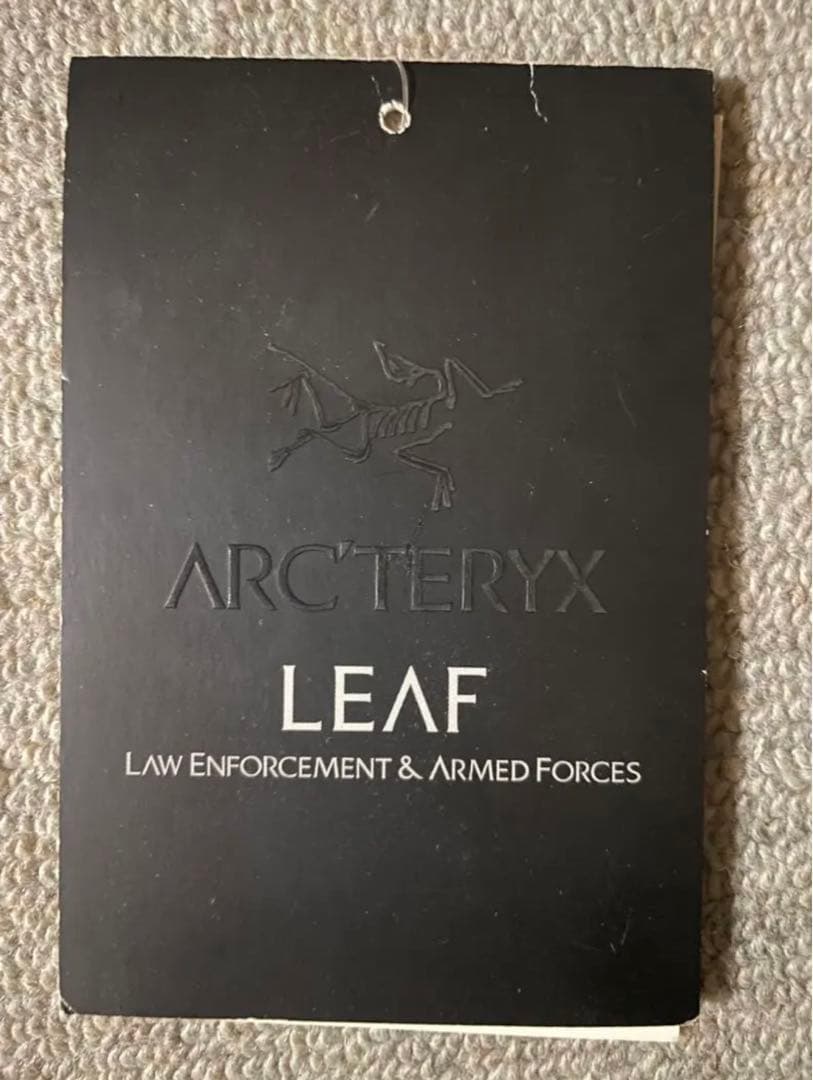 ARC'TERYX
LEAF
LAW ENFORCEMENT & ARMED FORCES